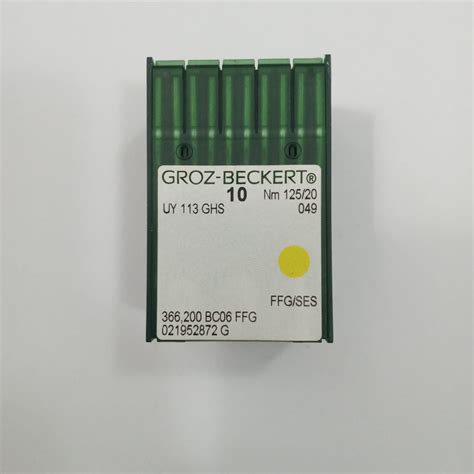 GROZ-BECKERT®
10 Nm 125/20
UY 113 GHS 049
FFG/SES
366,200 BC06 FFG
021952872 G